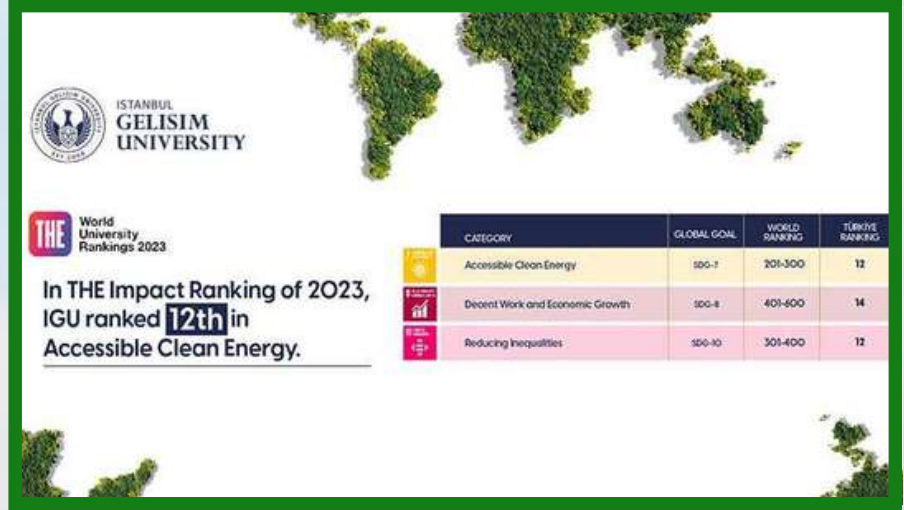 ISTANBUL
GELISIM
UNIVERSITY
THE
World
University
Rankings 2023
In THE Impact Ranking of 2023,
IGU ranked 12th in
Accessible Clean Energy.
CATEGORY GLOBAL GOAL WORLD RANKING TÜRKİYE RANKING
Accessible Clean Energy SDG-7 201-300 12
Decent Work and Economic Growth SDG-8 401-600 14
Reducing Inequalities SDG-10 301-400 12